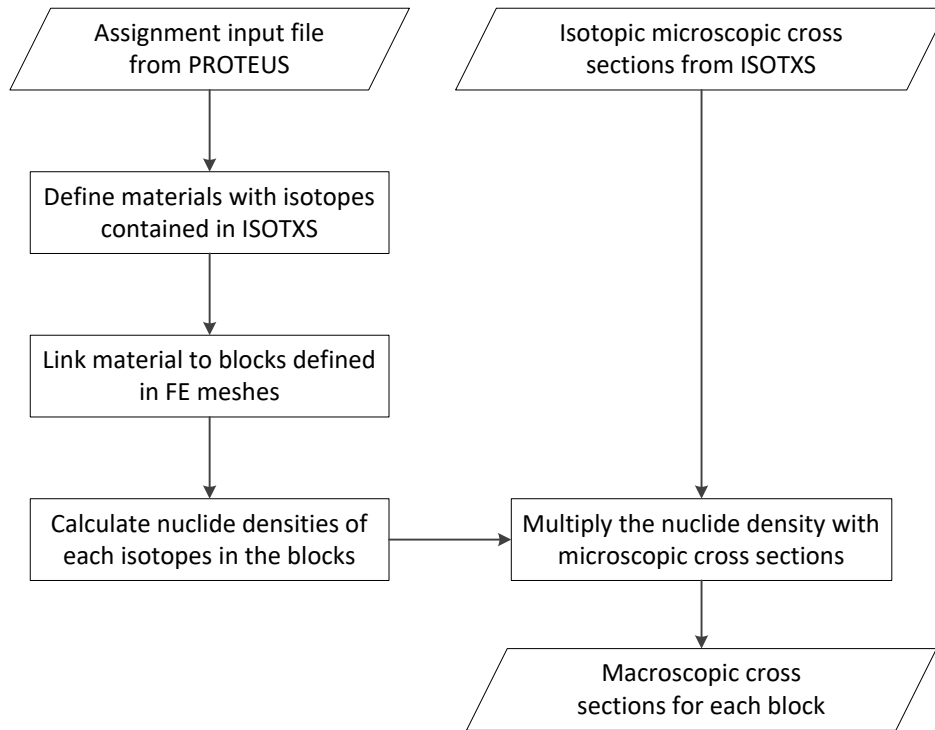 Assignment input file
from PROTEUS
Isotopic microscopic cross
sections from ISOTXS
Define materials with isotopes
contained in ISOTXS
Link material to blocks defined
in FE meshes
Calculate nuclide densities of
each isotopes in the blocks
Multiply the nuclide density with
microscopic cross sections
Macroscopic cross
sections for each block